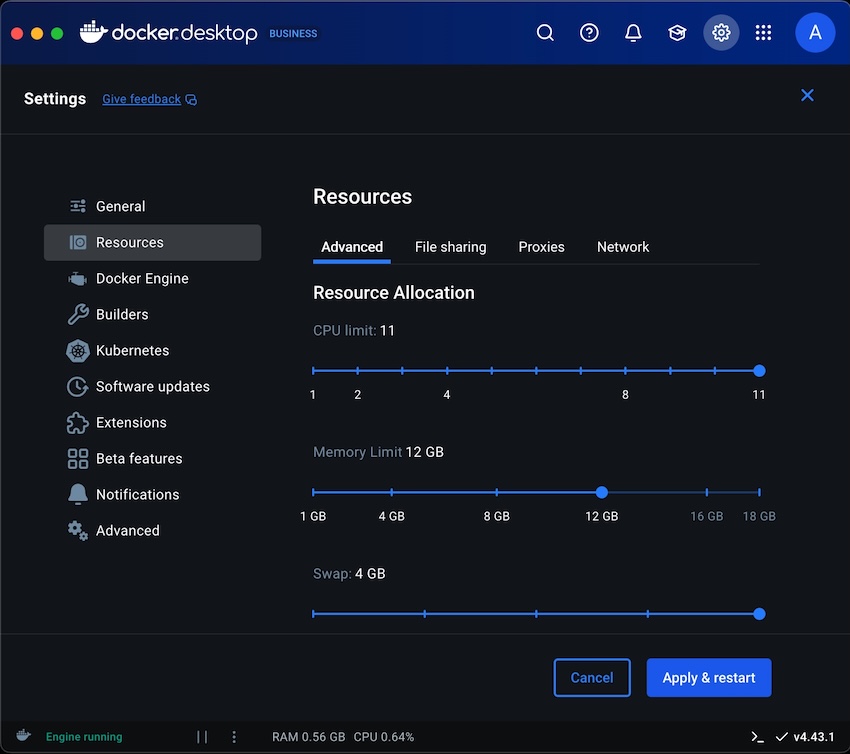 docker.desktop BUSINESS
A
Settings Give feedback
General
Resources
Docker Engine
Builders
Kubernetes
Software updates
Extensions
Beta features
Notifications
Advanced
Resources
Advanced File sharing Proxies Network
Resource Allocation
CPU limit: 11
1 2 4 8 11
Memory Limit 12 GB
1 GB 4 GB 8 GB 12 GB 16 GB 18 GB
Swap: 4 GB
Cancel Apply & restart
Engine running RAM 0.56 GB CPU 0.64% v4.43.1